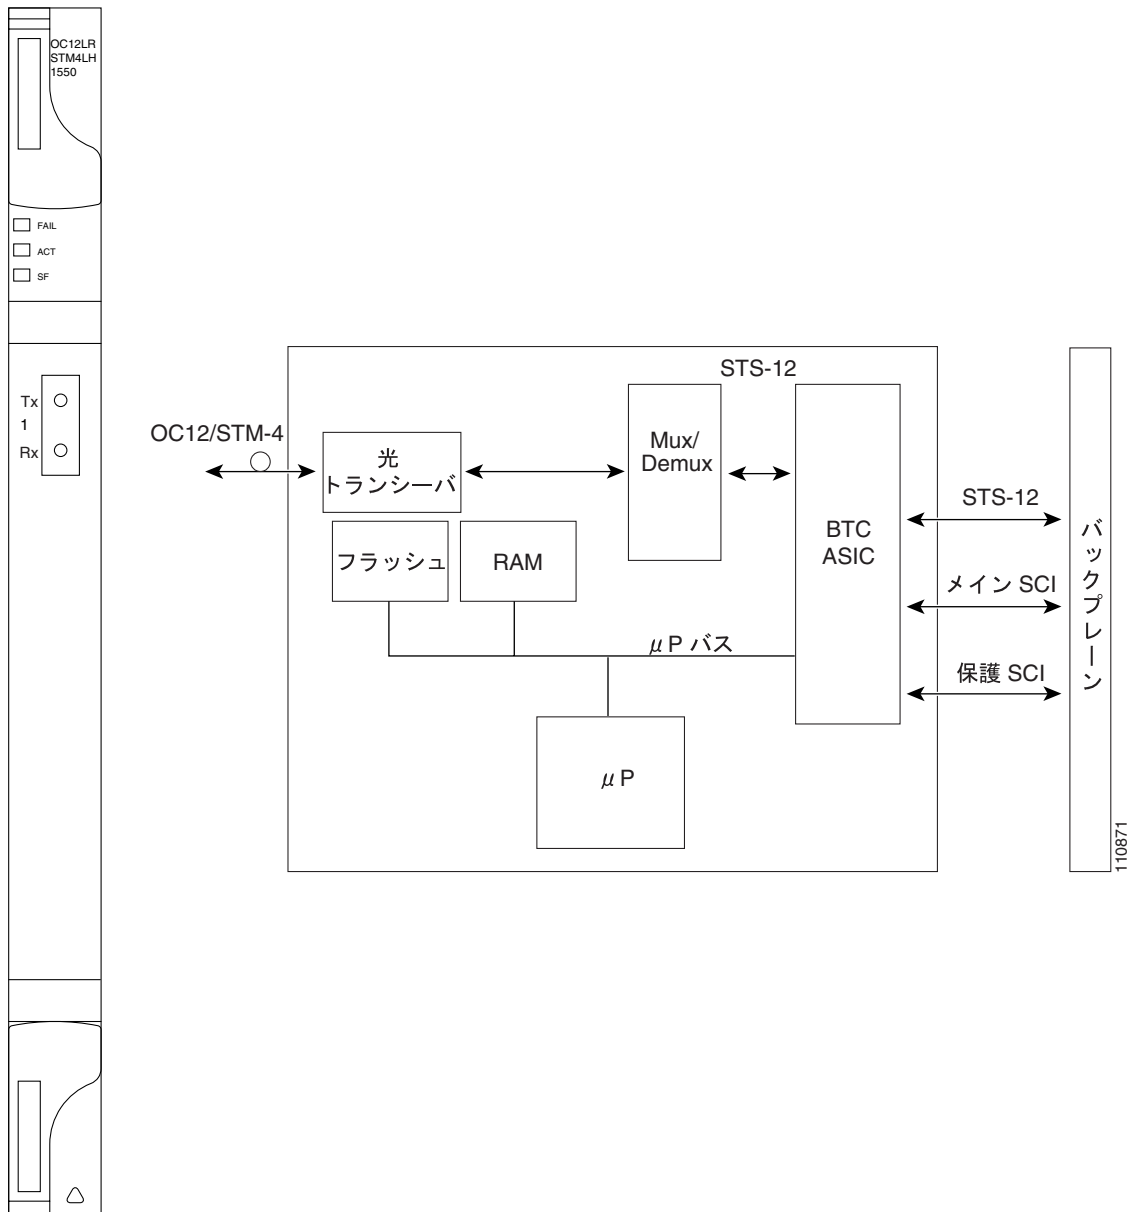 OC12LR
STM4LH
1550
FAIL
ACT
SF
Tx
1
Rx
OC12/STM-4
光
トランシーバ
フラッシュ
RAM
STS-12
Mux/
Demux
BTC
ASIC
μP バス
μP
STS-12
メイン SCI
保護 SCI
バックプレーン
110871